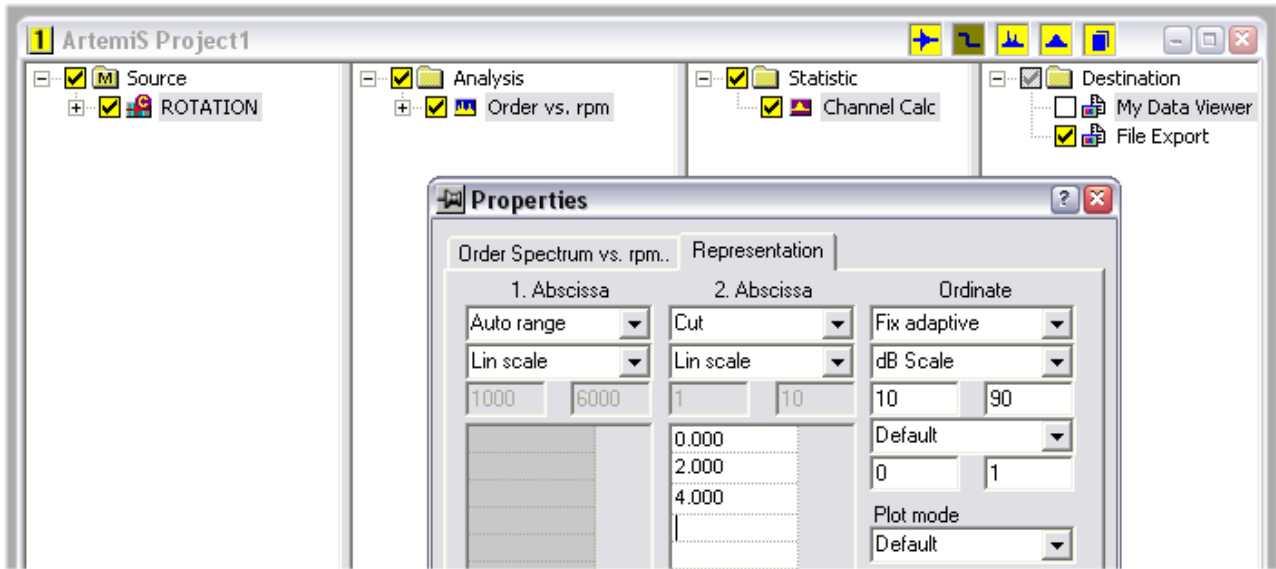 1 ArtemiS Project1
M Source
ROTATION
Analysis
Order vs. rpm
Statistic
Channel Calc
Destination
My Data Viewer
File Export
Properties
Order Spectrum vs. rpm.. Representation
1. Abscissa 2. Abscissa Ordinate
Auto range Cut Fix adaptive
Lin scale Lin scale dB Scale
1000 6000 1 10 10 90
0.000 Default
2.000 0 1
4.000
Plot mode
Default